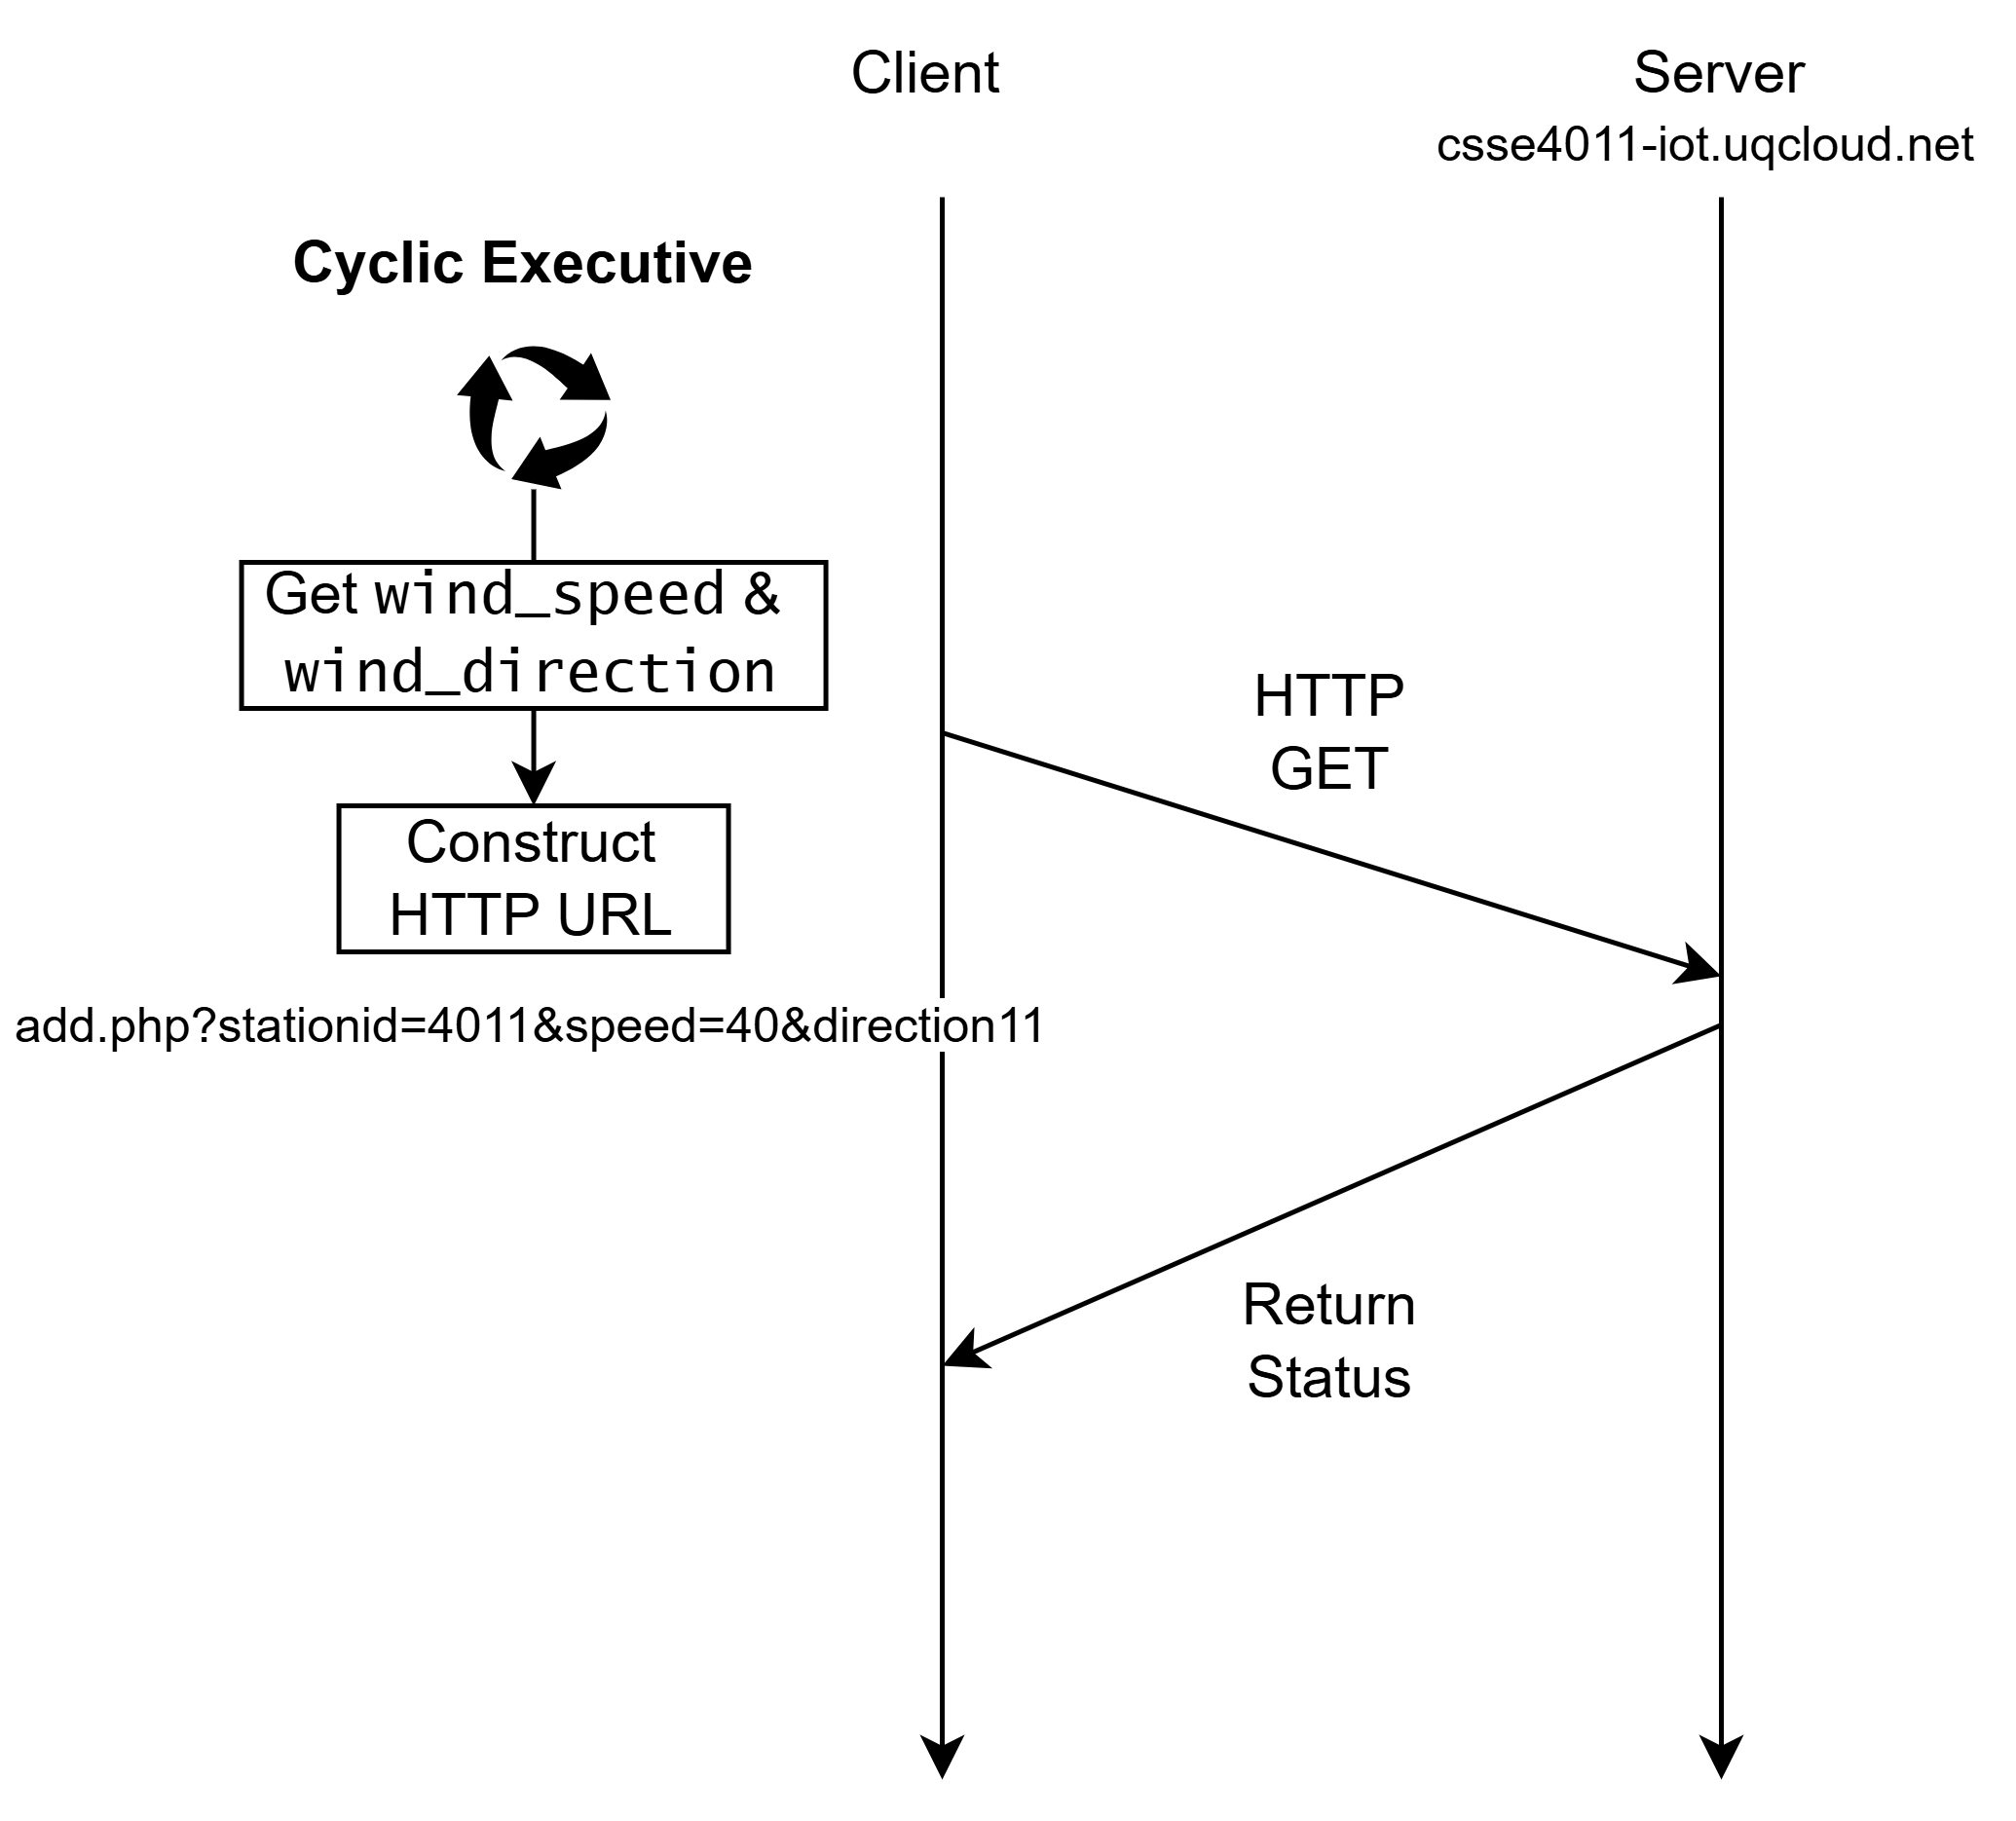 Client
Server
csse4011-iot.uqcloud.net
Cyclic Executive
Get wind_speed &
wind_direction
HTTP
GET
Construct
HTTP URL
add.php?stationid=4011&speed=40&direction11
Return
Status